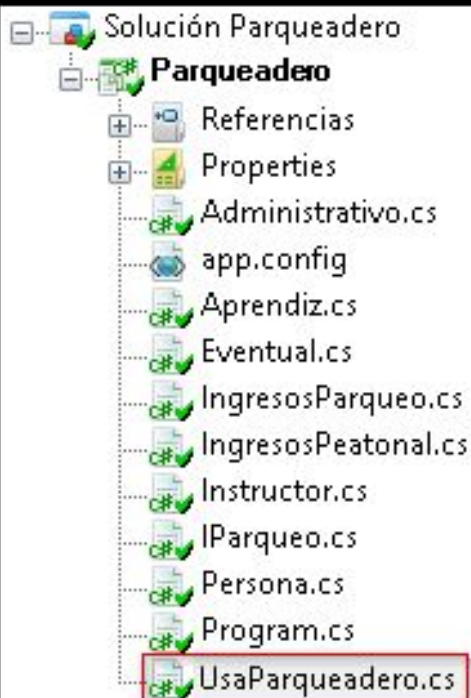 Solución Parqueadero
Parqueadero
Referencias
Properties
Administrativo.cs
app.config
Aprendiz.cs
Eventual.cs
IngresosParqueo.cs
IngresosPeatonal.cs
Instructor.cs
IParqueo.cs
Persona.cs
Program.cs
UsaParqueadero.cs